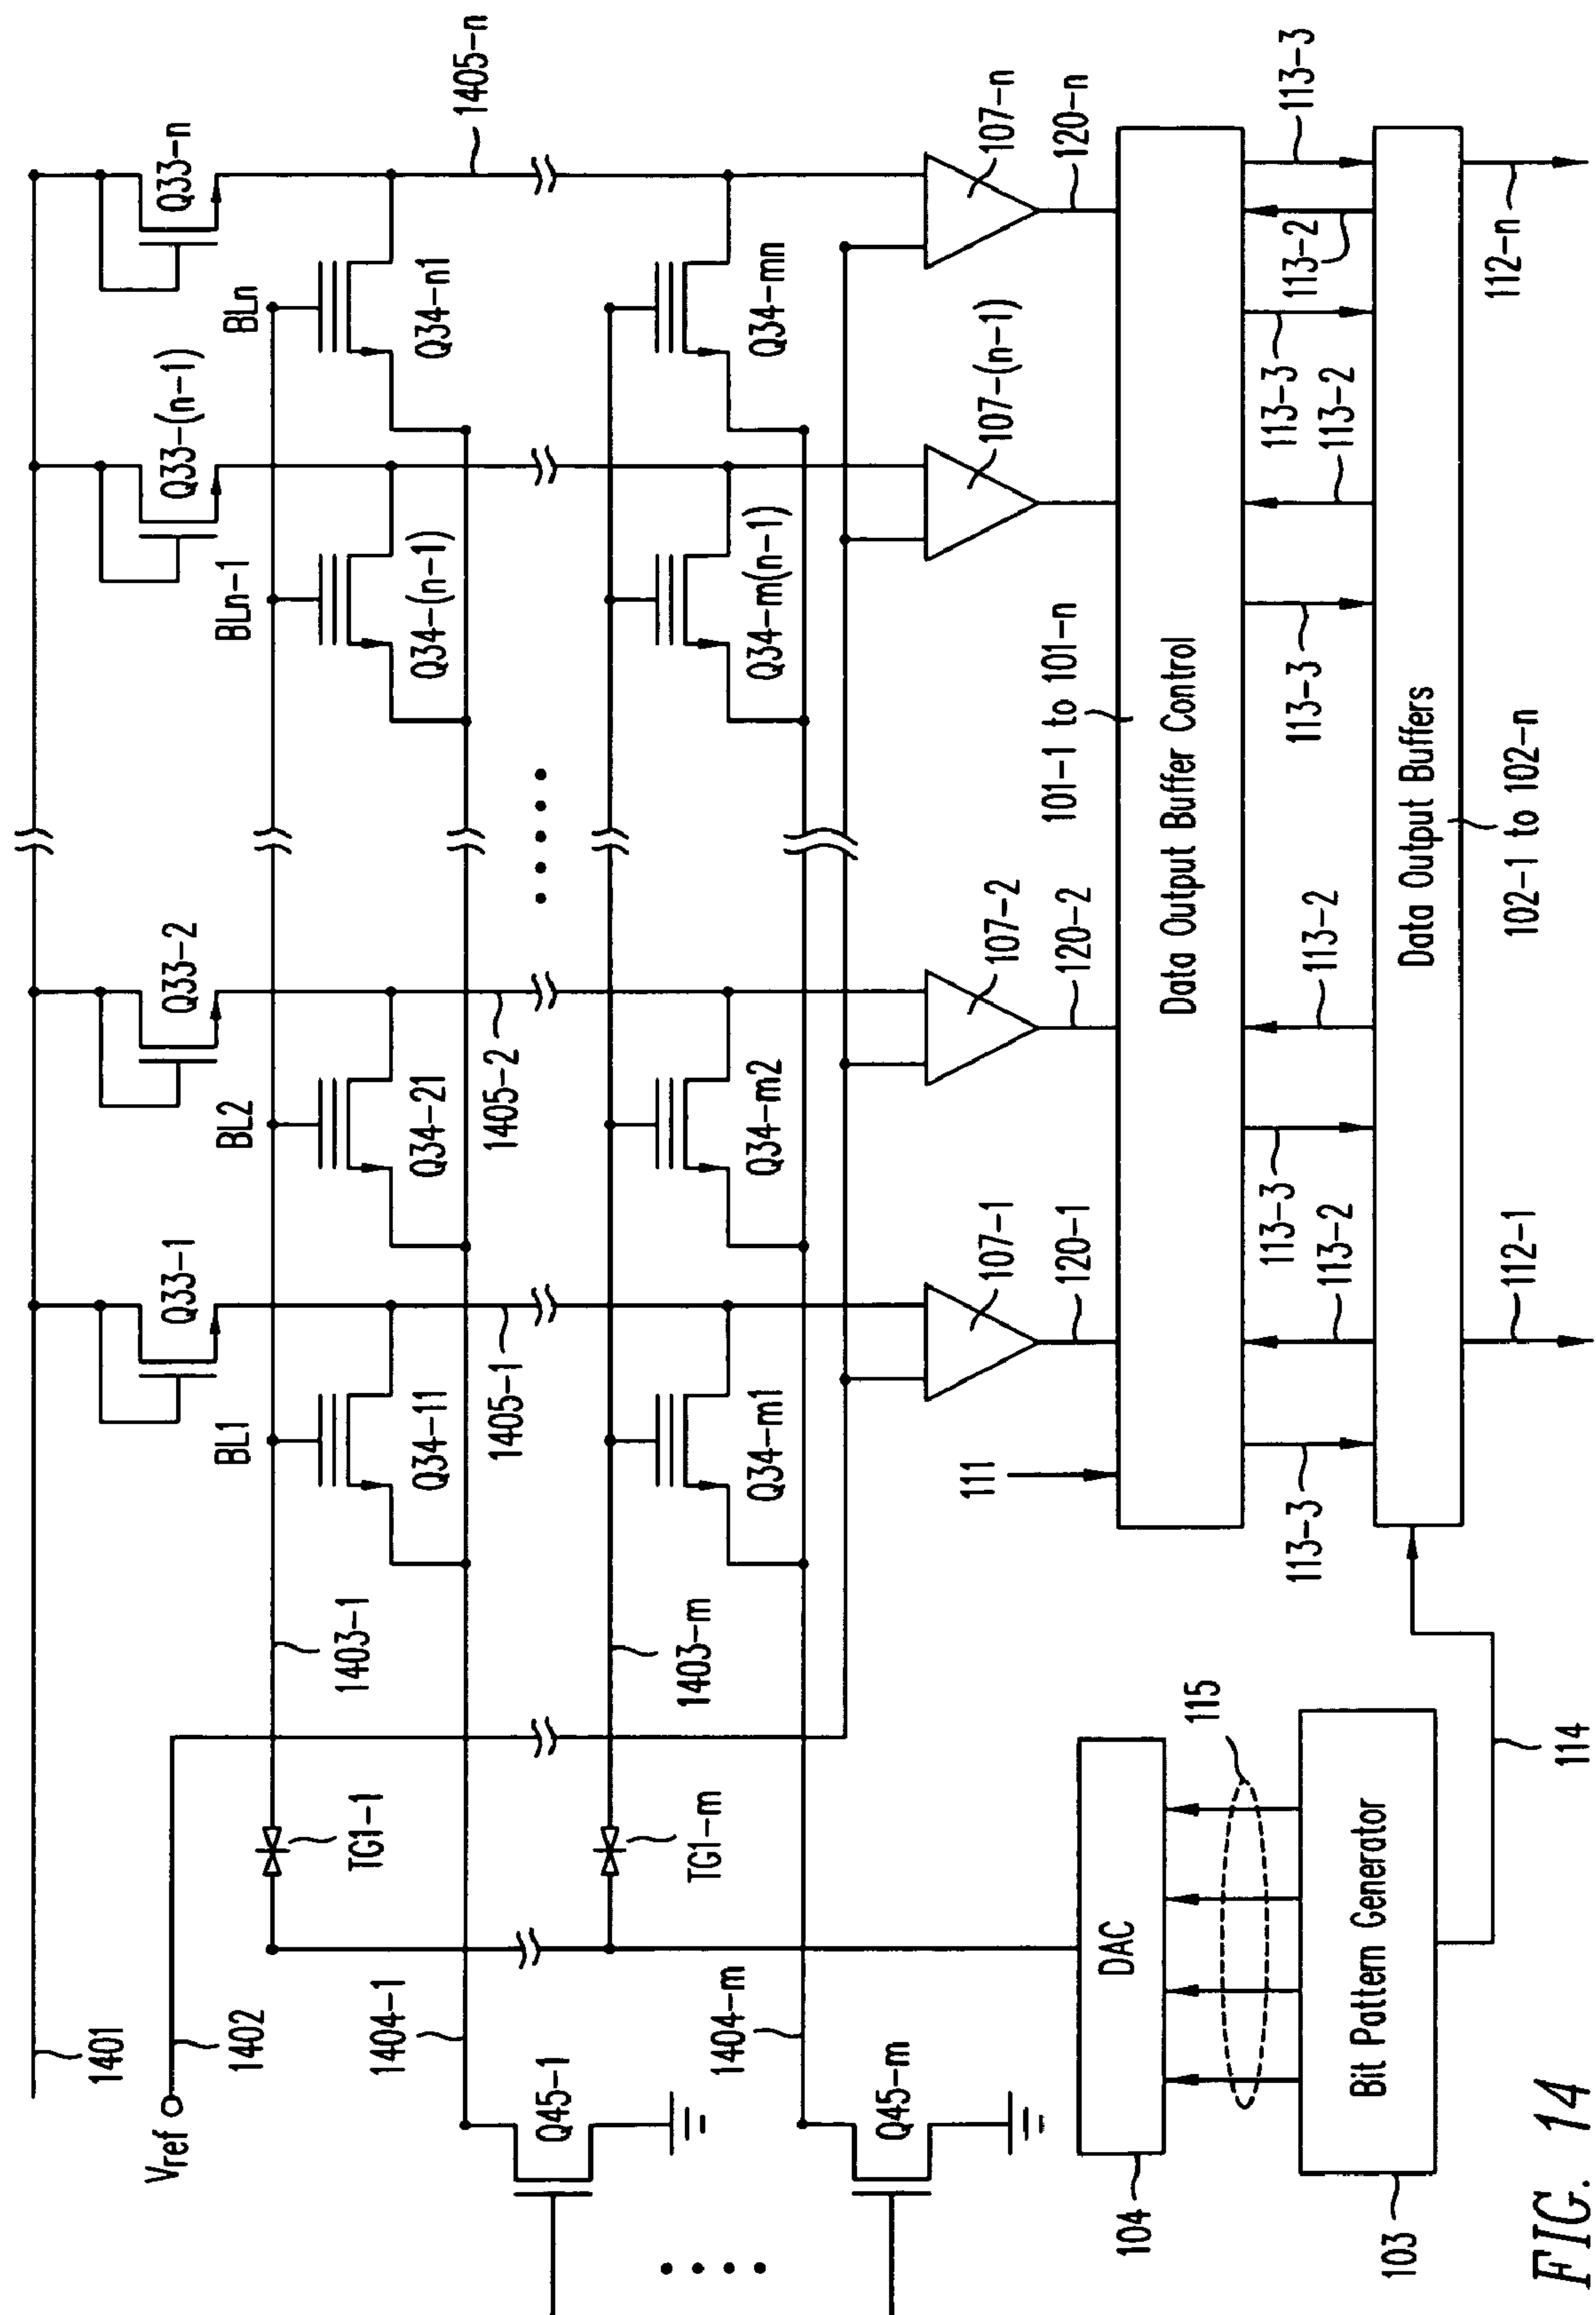 1401
Vref
1402
Q33-1
Q33-2
Q33-(n-1)
Q33-n
BL1
BL2
BLn-1
BLn
1405-n
TG1-1
1403-1
Q34-11
Q34-21
Q34-(n-1)
Q34-n1
1404-1
1405-1
1405-2
Q45-1
TG1-m
1403-m
Q34-m1
Q34-m2
Q34-m(n-1)
Q34-mn
1404-m
Q45-m
107-1
107-2
107-(n-1)
107-n
111
120-1
120-2
101-1 to 101-n
120-n
104
DAC
Data Output Buffer Control
115
113-3
113-2
113-3
113-2
113-3
113-2
113-3
113-2
113-3
103
Bit Pattern Generator
Data Output Buffers
114
112-1
102-1 to 102-n
112-n
FIG. 14